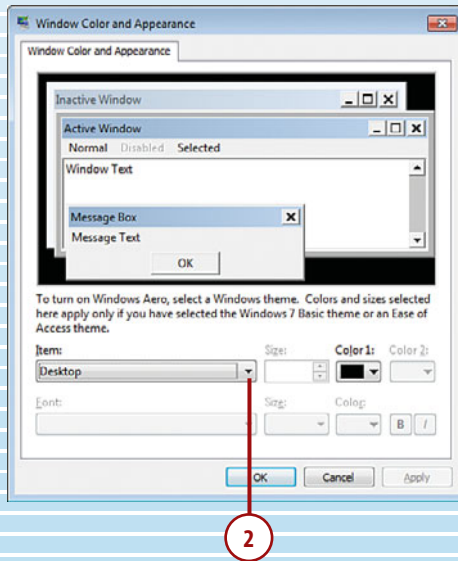 Window Color and Appearance
Window Color and Appearance
Inactive Window
Active Window
Normal Disabled Selected
Window Text
Message Box
Message Text
OK
To turn on Windows Aero, select a Windows theme. Colors and sizes selected
here apply only if you have selected the Windows 7 Basic theme or an Ease of
Access theme.
Item: Size: Color 1: Color 2:
Desktop
Font: Size: Color:
B I
OK Cancel Apply
2